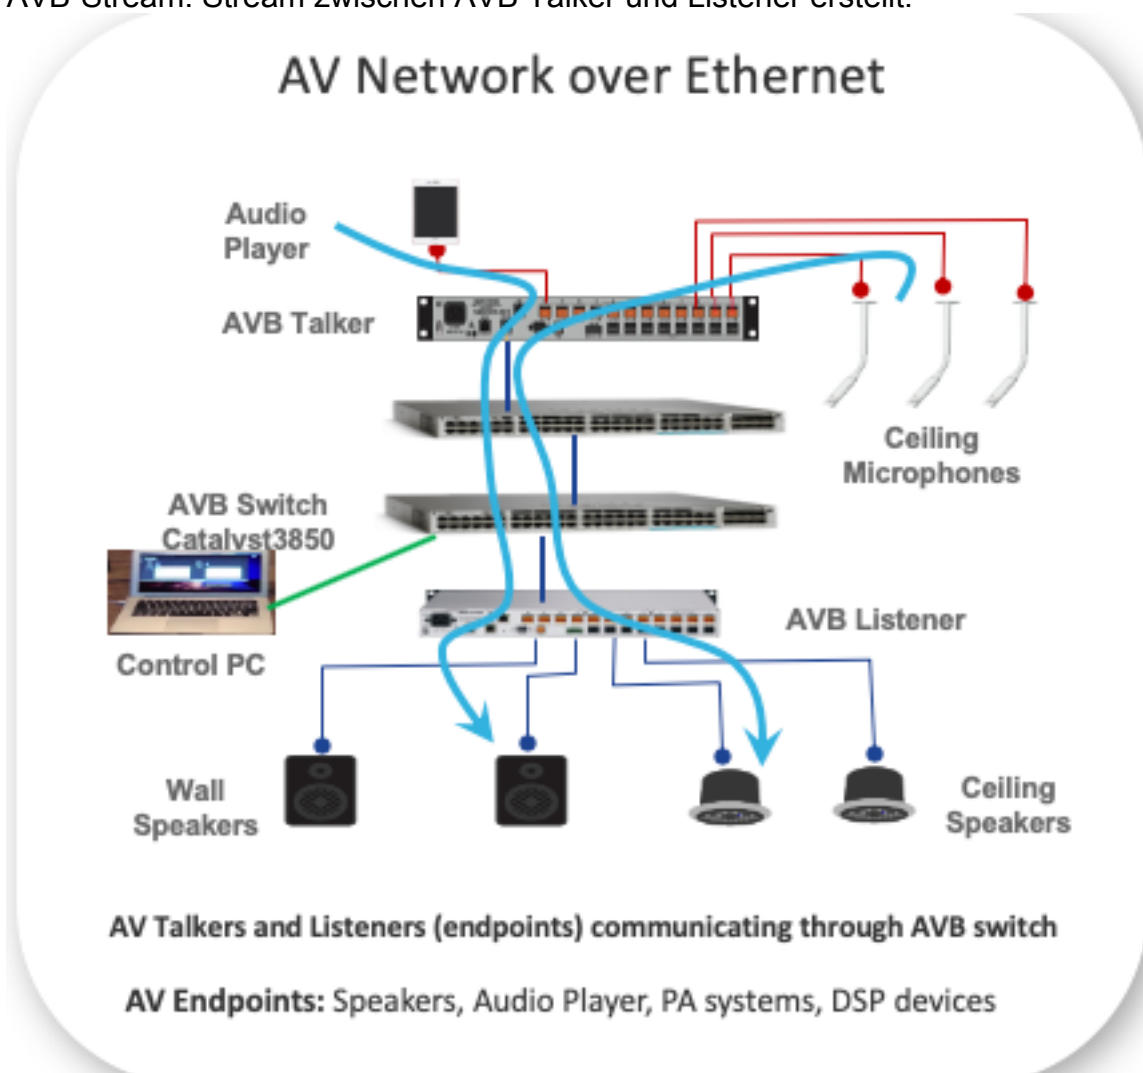 AVB Stream: Stream zwischen AVB Talker und Listener erstellt.
AV Network over Ethernet
Audio
Player
AVB Talker
Ceiling
Microphones
AVB Switch
Catalyst3850
AVB Listener
Control PC
Wall
Speakers
Ceiling
Speakers
AV Talkers and Listeners (endpoints) communicating through AVB switch
AV Endpoints: Speakers, Audio Player, PA systems, DSP devices